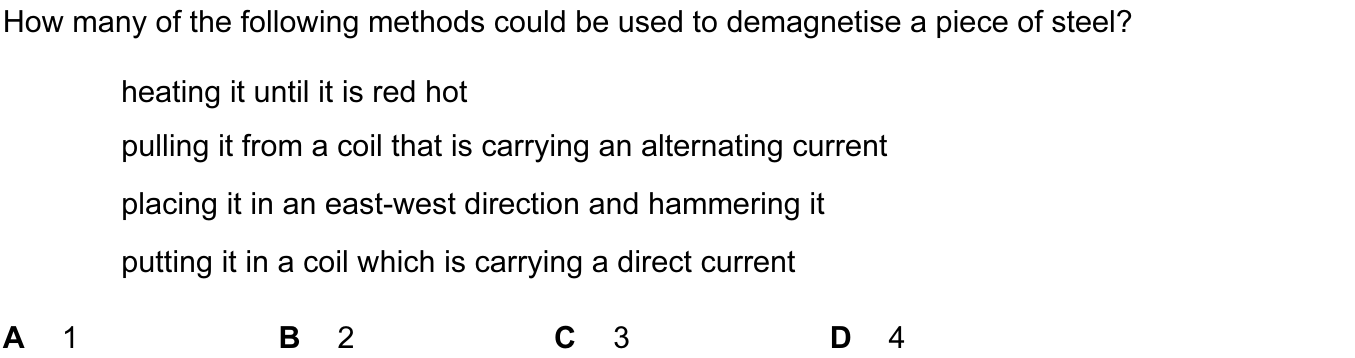 How many of the following methods could be used to demagnetise a piece of steel?
heating it until it is red hot
pulling it from a coil that is carrying an alternating current
placing it in an east-west direction and hammering it
putting it in a coil which is carrying a direct current
A 1 B 2 C 3 D 4